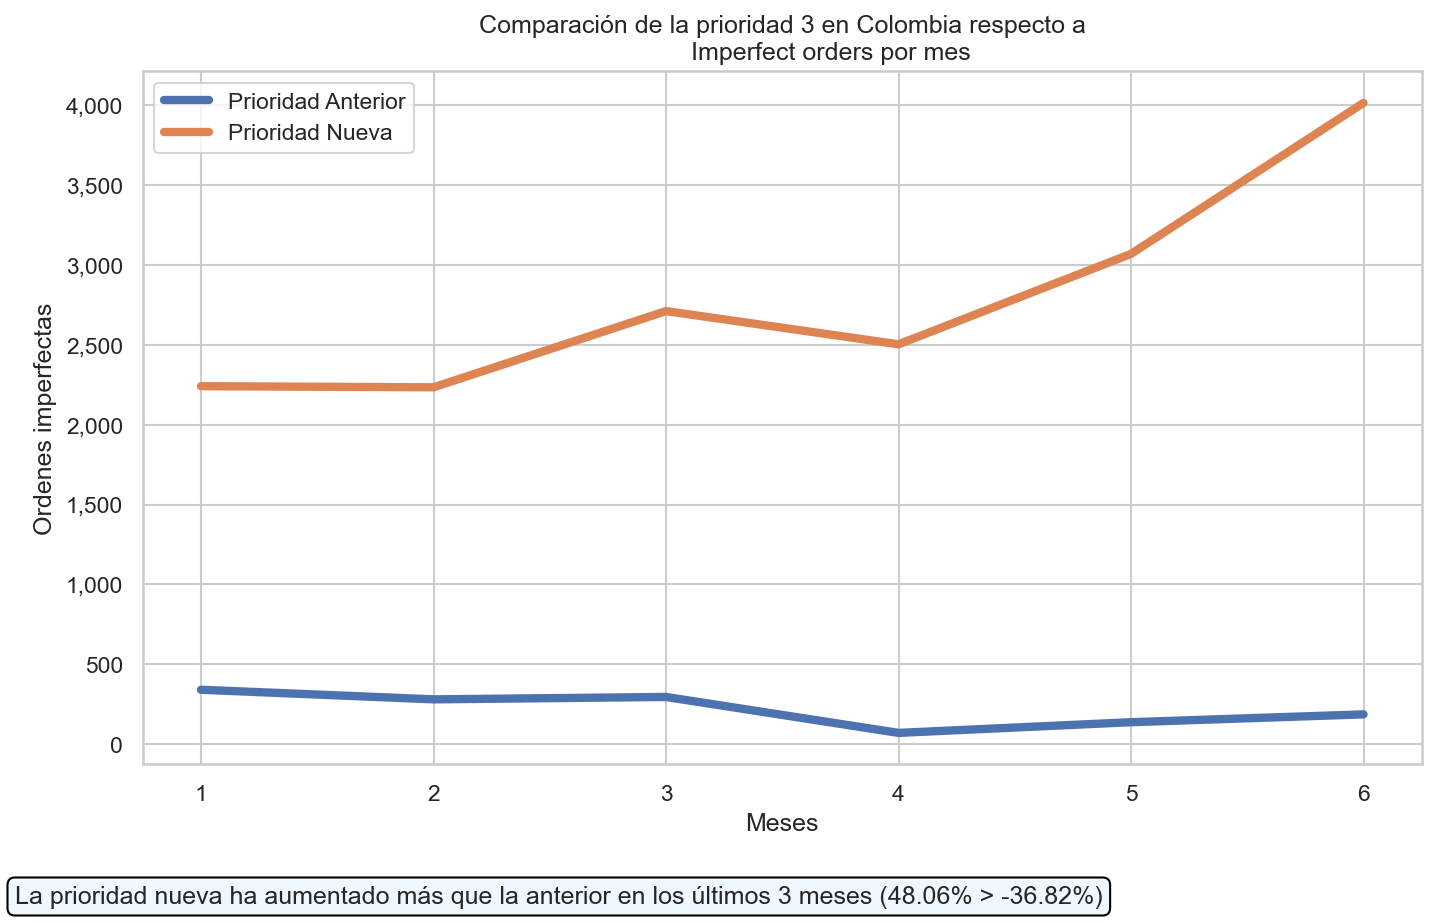 Comparación de la prioridad 3 en Colombia respecto a
Imperfect orders por mes
Prioridad Anterior
Prioridad Nueva
4,000
3,500
3,000
2,500
2,000
1,500
1,000
500
0
Ordenes imperfectas
1 2 3 4 5 6
Meses
La prioridad nueva ha aumentado más que la anterior en los últimos 3 meses (48.06% > -36.82%)